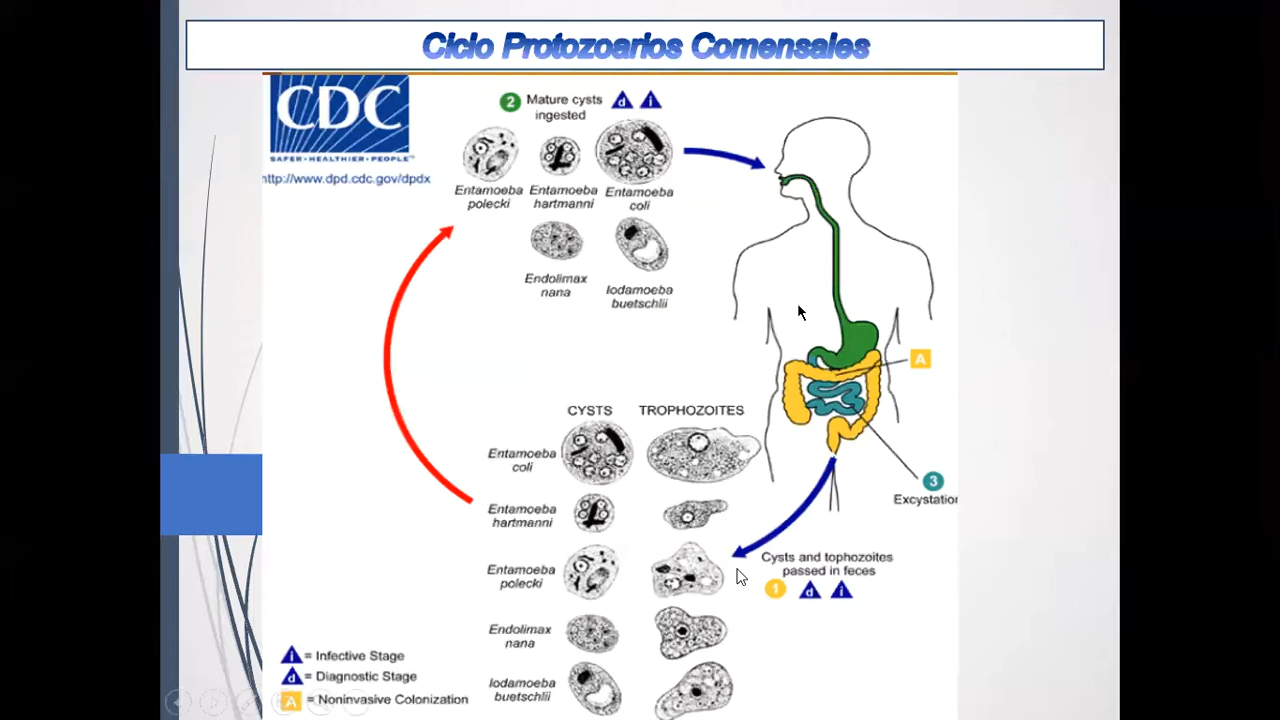 Ciclo Protozoarios Comensales
CDC
SAFER•HEALTHIER•PEOPLE™
http://www.dpd.cdc.gov/dpdx
2 Mature cysts d i
ingested
Entamoeba
polecki
Entamoeba
hartmanni
Entamoeba
coli
Endolimax
nana
Iodamoeba
buetschlii
A
3
Excystation
CYSTS TROPHOZOITES
Entamoeba
coli
Entamoeba
hartmanni
Entamoeba
polecki
Endolimax
nana
Iodamoeba
buetschlii
Cysts and tophozoites
passed in feces
1 d i
i = Infective Stage
d = Diagnostic Stage
A = Noninvasive Colonization